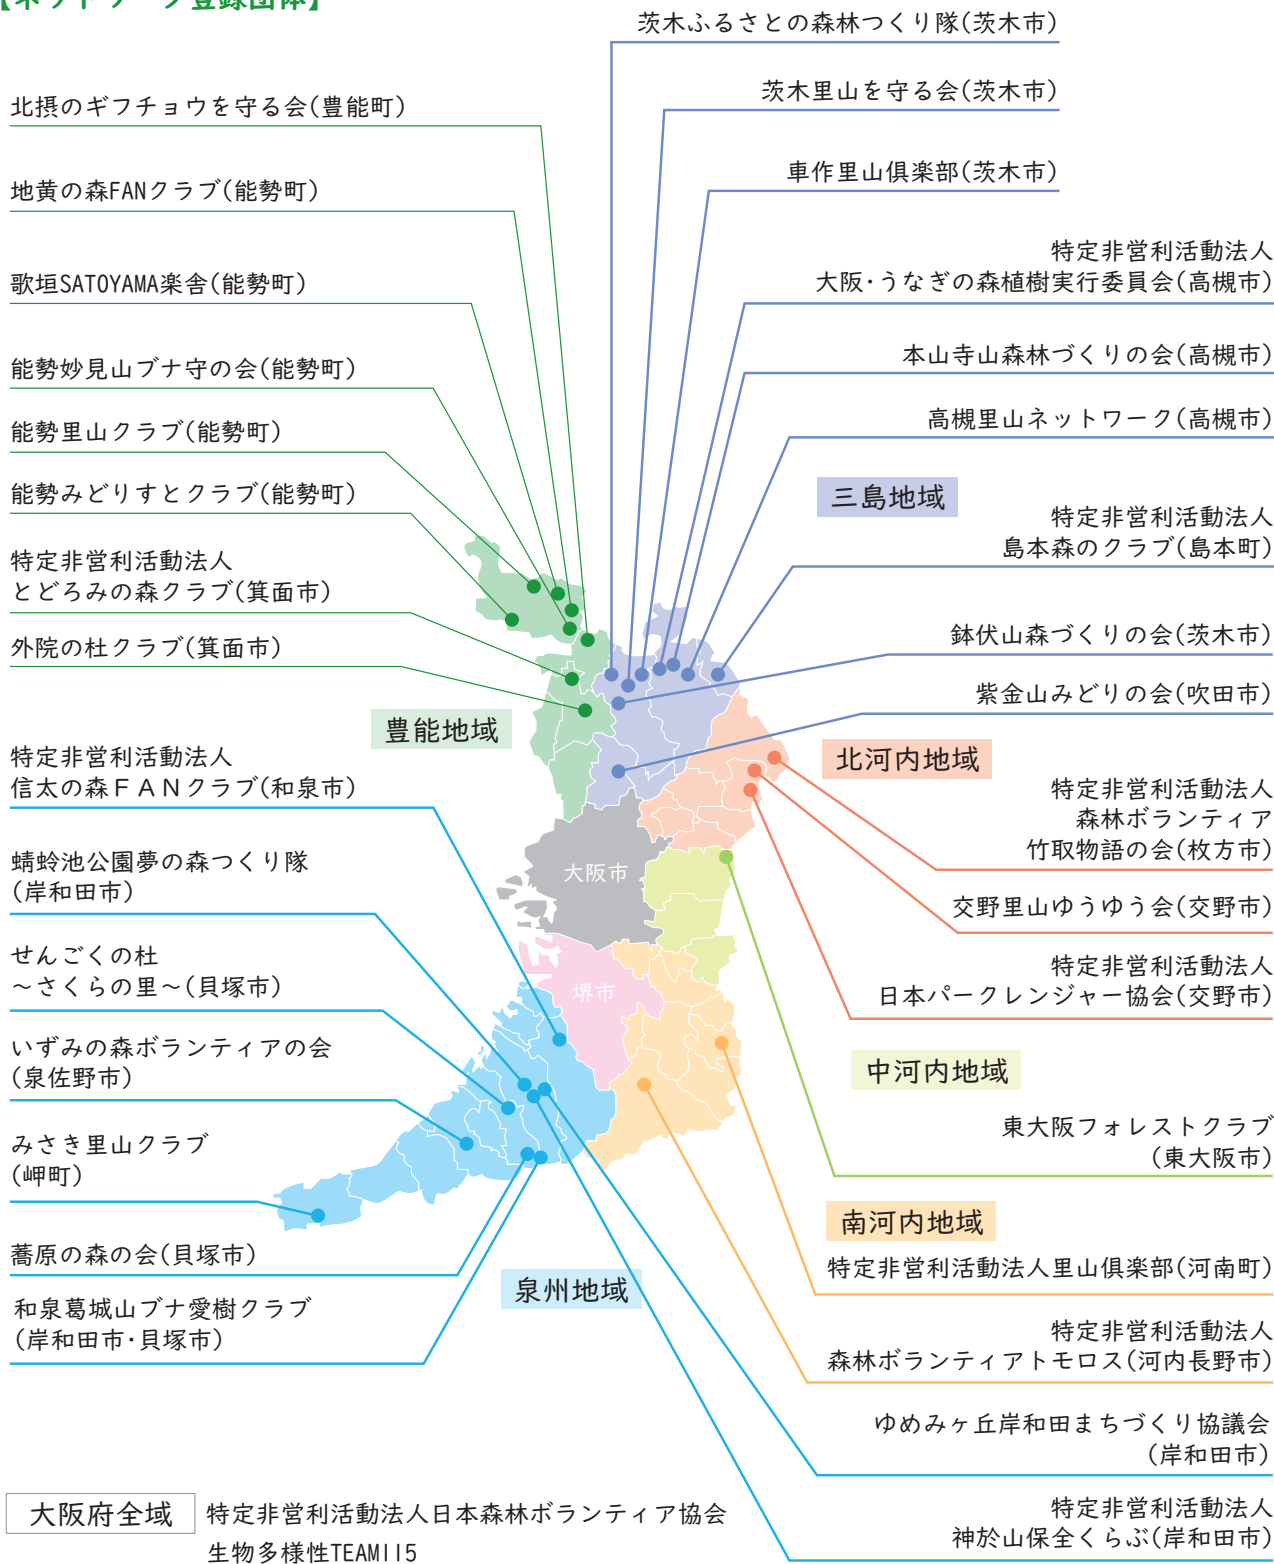 【ネットワーク登録団体】
北摂のギフチョウを守る会(豊能町)
地黄の森FANクラブ(能勢町)
歌垣SATOYAMA楽舎(能勢町)
能勢妙見山ブナ守の会(能勢町)
能勢里山クラブ(能勢町)
能勢みどりすとクラブ(能勢町)
特定非営利活動法人
とどろみの森クラブ(箕面市)
外院の杜クラブ(箕面市)
豊能地域
茨木ふるさとの森林つくり隊(茨木市)
茨木里山を守る会(茨木市)
車作里山倶楽部(茨木市)
特定非営利活動法人
大阪・うなぎの森植樹実行委員会(高槻市)
本山寺山森林づくりの会(高槻市)
高槻里山ネットワーク(高槻市)
三島地域
特定非営利活動法人
島本森のクラブ(島本町)
鉢伏山森づくりの会(茨木市)
紫金山みどりの会(吹田市)
北河内地域
特定非営利活動法人
森林ボランティア
竹取物語の会(枚方市)
交野里山ゆうゆう会(交野市)
特定非営利活動法人
日本パークレンジャー協会(交野市)
中河内地域
東大阪フォレストクラブ
(東大阪市)
南河内地域
特定非営利活動法人里山倶楽部(河南町)
特定非営利活動法人
森林ボランティアトモロス(河内長野市)
大阪市
堺市
特定非営利活動法人
信太の森ＦＡＮクラブ(和泉市)
蜻蛉池公園夢の森つくり隊
(岸和田市)
せんごくの杜
～さくらの里～(貝塚市)
いずみの森ボランティアの会
(泉佐野市)
みさき里山クラブ
(岬町)
蕎原の森の会(貝塚市)
和泉葛城山ブナ愛樹クラブ
(岸和田市・貝塚市)
泉州地域
ゆめみヶ丘岸和田まちづくり協議会
(岸和田市)
特定非営利活動法人
神於山保全くらぶ(岸和田市)
大阪府全域
特定非営利活動法人日本森林ボランティア協会
生物多様性TEAM115